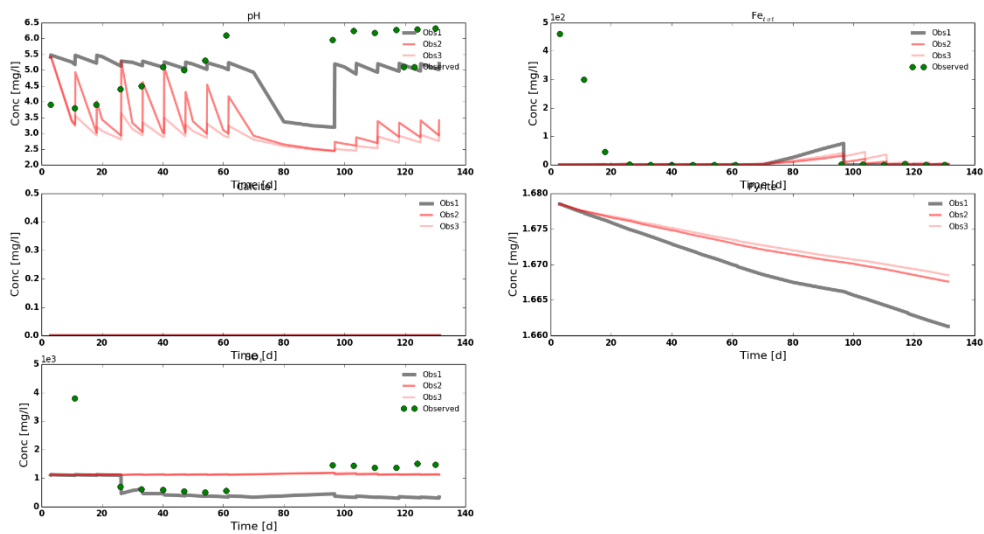 pH
Conc [mg/l]
6.5
6.0
5.5
5.0
4.5
4.0
3.5
3.0
2.5
2.0
0 20 40 60 80 100 120 140
Time [d]
Obs1
Obs2
Obs3
Observed
Fe_tot
1e2
Conc [mg/l]
5
4
3
2
1
0
0 20 40 60 80 100 120 140
Time [d]
Obs1
Obs2
Obs3
Observed
Calcite
Conc [mg/l]
0.5
0.4
0.3
0.2
0.1
0.0
0 20 40 60 80 100 120 140
Time [d]
Obs1
Obs2
Obs3
Pyrite
Conc [mg/l]
1.680
1.675
1.670
1.665
1.660
0 20 40 60 80 100 120 140
Time [d]
Obs1
Obs2
Obs3
1e3
Conc [mg/l]
5
4
3
2
1
0
0 20 40 60 80 100 120 140
Time [d]
Obs1
Obs2
Obs3
Observed